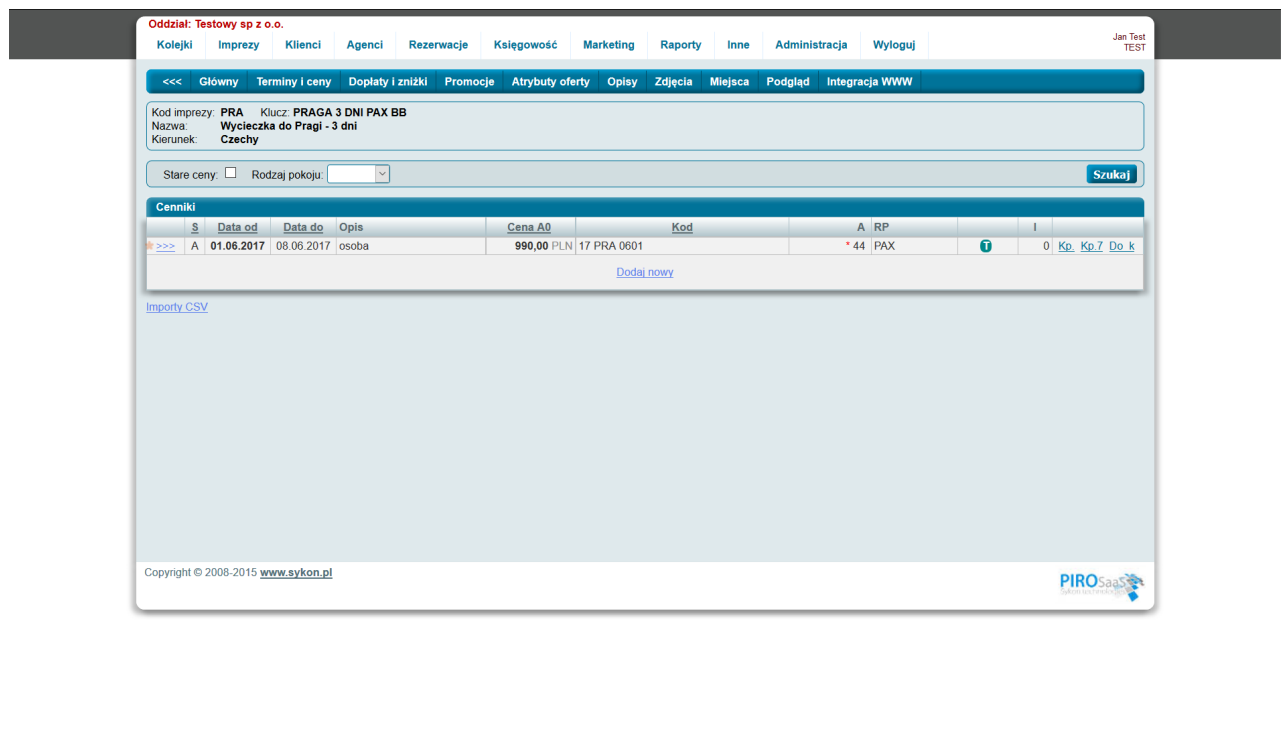 Oddział: Testowy sp z o.o.
Kolejki Imprezy Klienci Agenci Rezerwacje Księgowość Marketing Raporty Inne Administracja Wyloguj
Jan Test
TEST
<<< Główny Terminy i ceny Dopłaty i zniżki Promocje Atrybuty oferty Opisy Zdjęcia Miejsca Podgląd Integracja WWW
Kod imprezy: PRA Klucz: PRAGA 3 DNI PAX BB
Nazwa: Wycieczka do Pragi - 3 dni
Kierunek: Czechy
Stare ceny: Rodzaj pokoju: Szukaj
Cenniki
S Data od Data do Opis Cena A0 Kod A RP I
>>> A 01.06.2017 08.06.2017 osoba 990,00 PLN 17 PRA 0601 * 44 PAX T 0 Kp. Kp.7 Do_k
Dodaj nowy
Importy CSV
Copyright © 2008-2015 www.sykon.pl
PIROSaaS